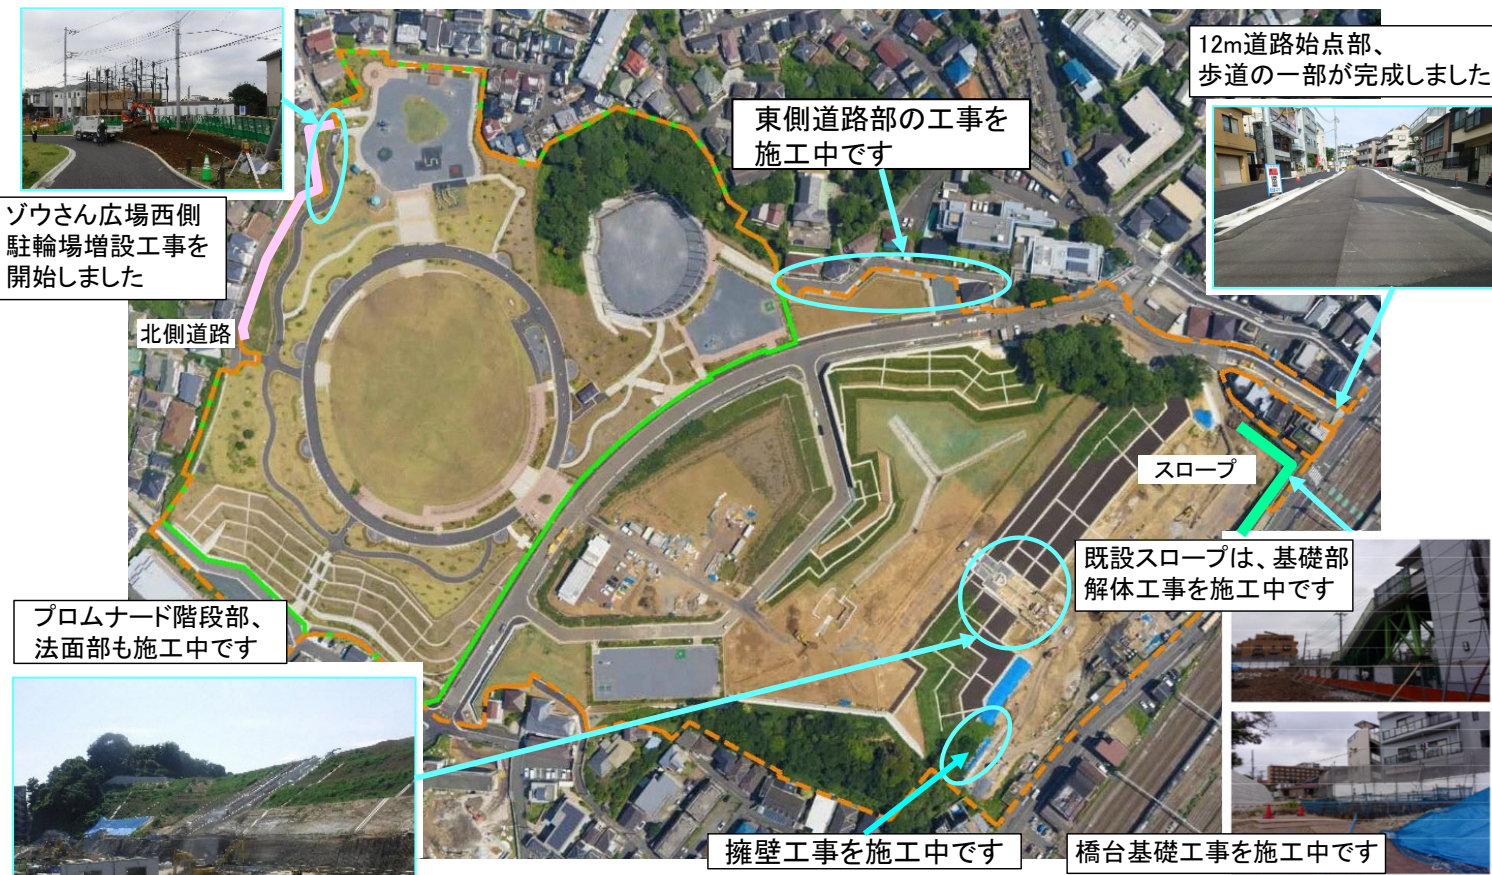 12m道路始点部、
歩道の一部が完成しました
東側道路部の工事を
施工中です
ゾウさん広場西側
駐輪場増設工事を
開始しました
北側道路
スロープ
既設スロープは、基礎部
解体工事を施工中です
プロムナード階段部、
法面部も施工中です
擁壁工事を施工中です
橋台基礎工事を施工中です